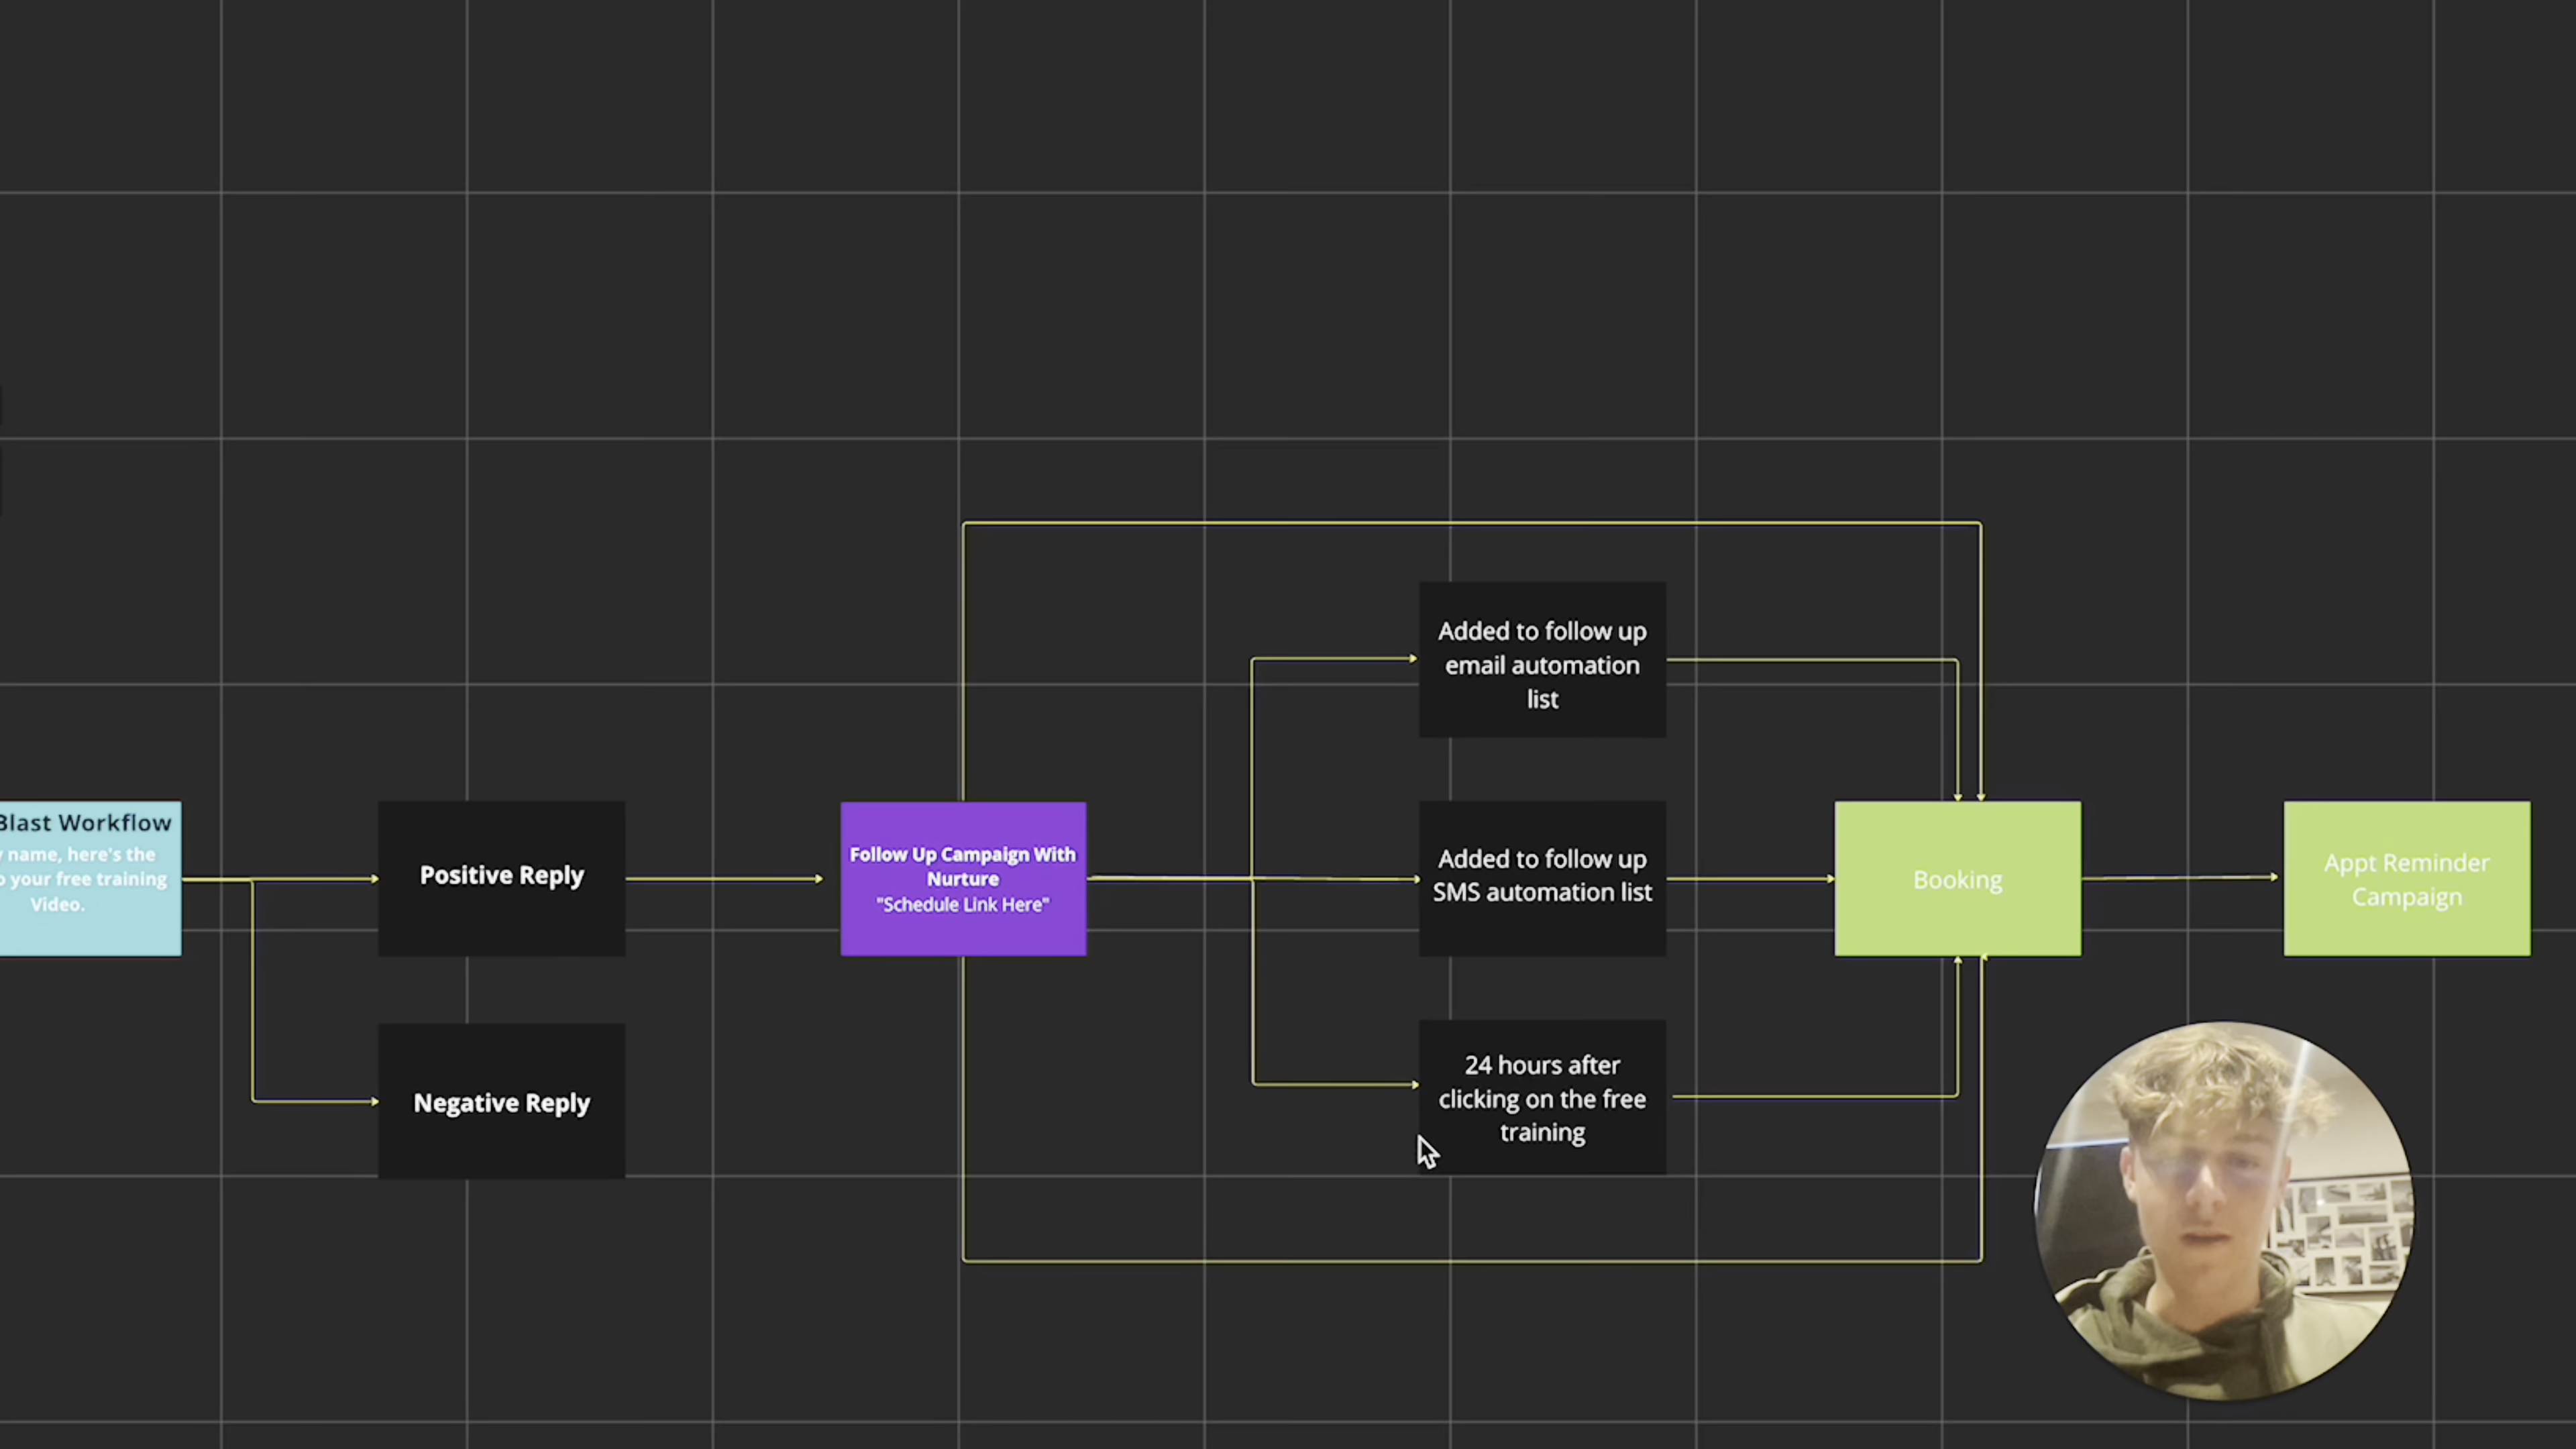 Blast Workflow
name, here's the
your free training
Video.
Positive Reply
Negative Reply
Follow Up Campaign With
Nurture
"Schedule Link Here"
Added to follow up
email automation
list
Added to follow up
SMS automation list
24 hours after
clicking on the free
training
Booking
Appt Reminder
Campaign